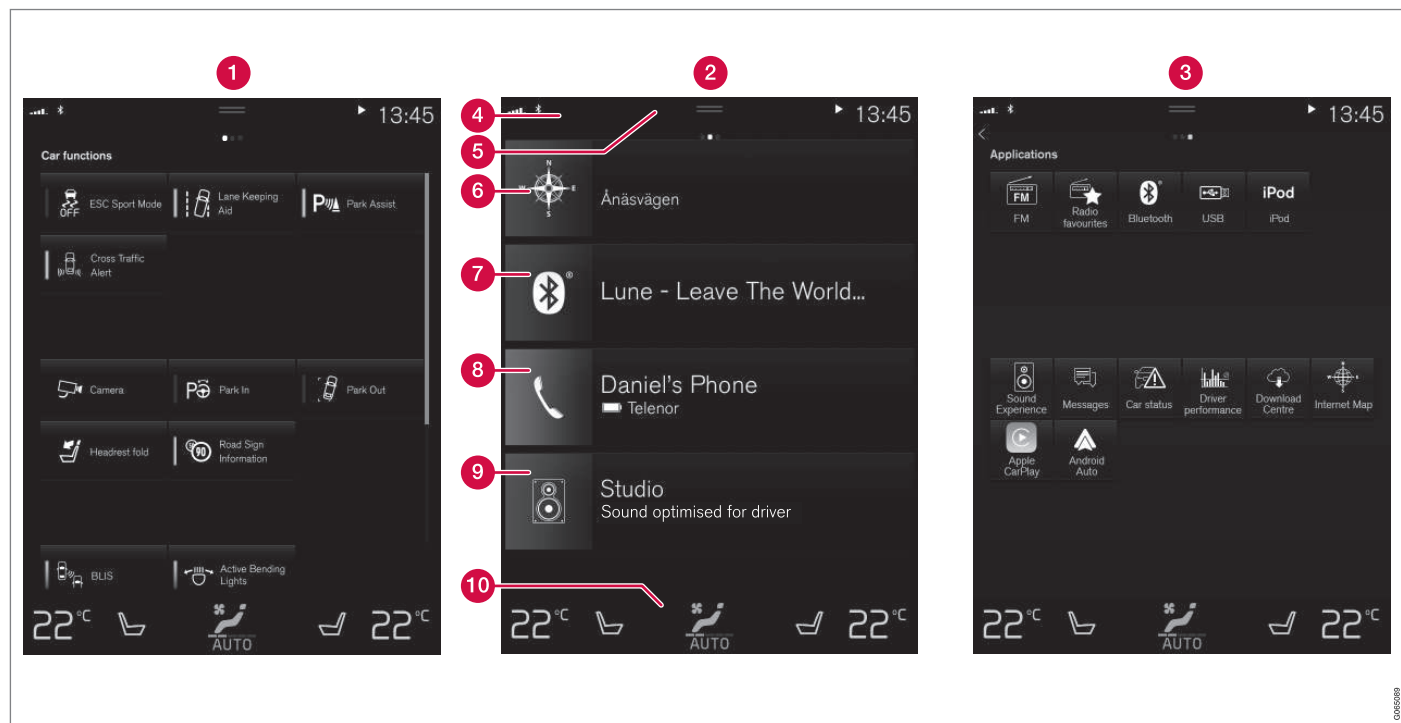 1
2
3
13:45
Car functions
ESC Sport Mode
OFF
Lane Keeping
Aid
P
Park Assist
Cross Traffic
Alert
Camera
P
Park In
Park Out
Headrest fold
50
90
Road Sign
Information
BLIS
Active Bending
Lights
22°C
AUTO
22°C
4
5
6
7
8
9
10
13:45
N
W
E
S
Ånäsvägen
®
Lune - Leave The World...
Daniel's Phone
Telenor
Studio
Sound optimised for driver
22°C
AUTO
22°C
13:45
Applications
FM
FM
Radio
favourites
Bluetooth
USB
iPod
iPod
Sound
Experience
Messages
Car status
Driver
performance
Download
Centre
Internet Map
Apple
CarPlay
Android
Auto
22°C
AUTO
22°C
G065089